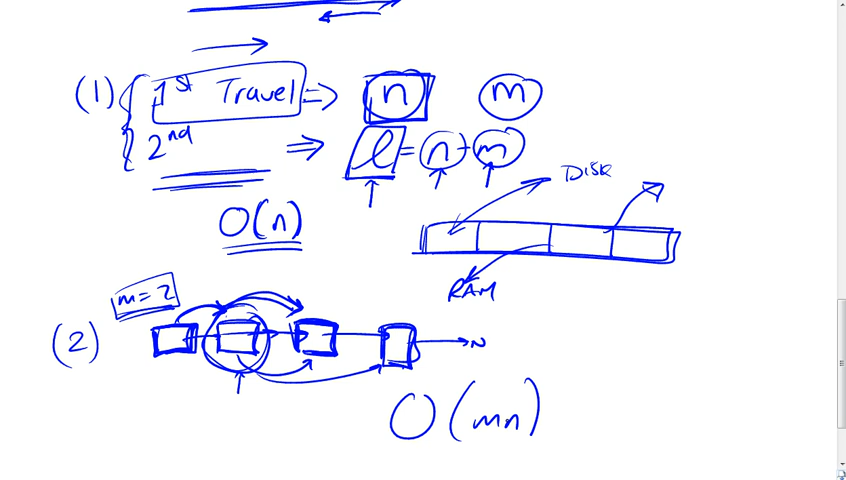 (1) 1st Travel => n m
2nd => l = n - m
DISK
O(n)
RAM
m = 2
(2) N
O(mn)